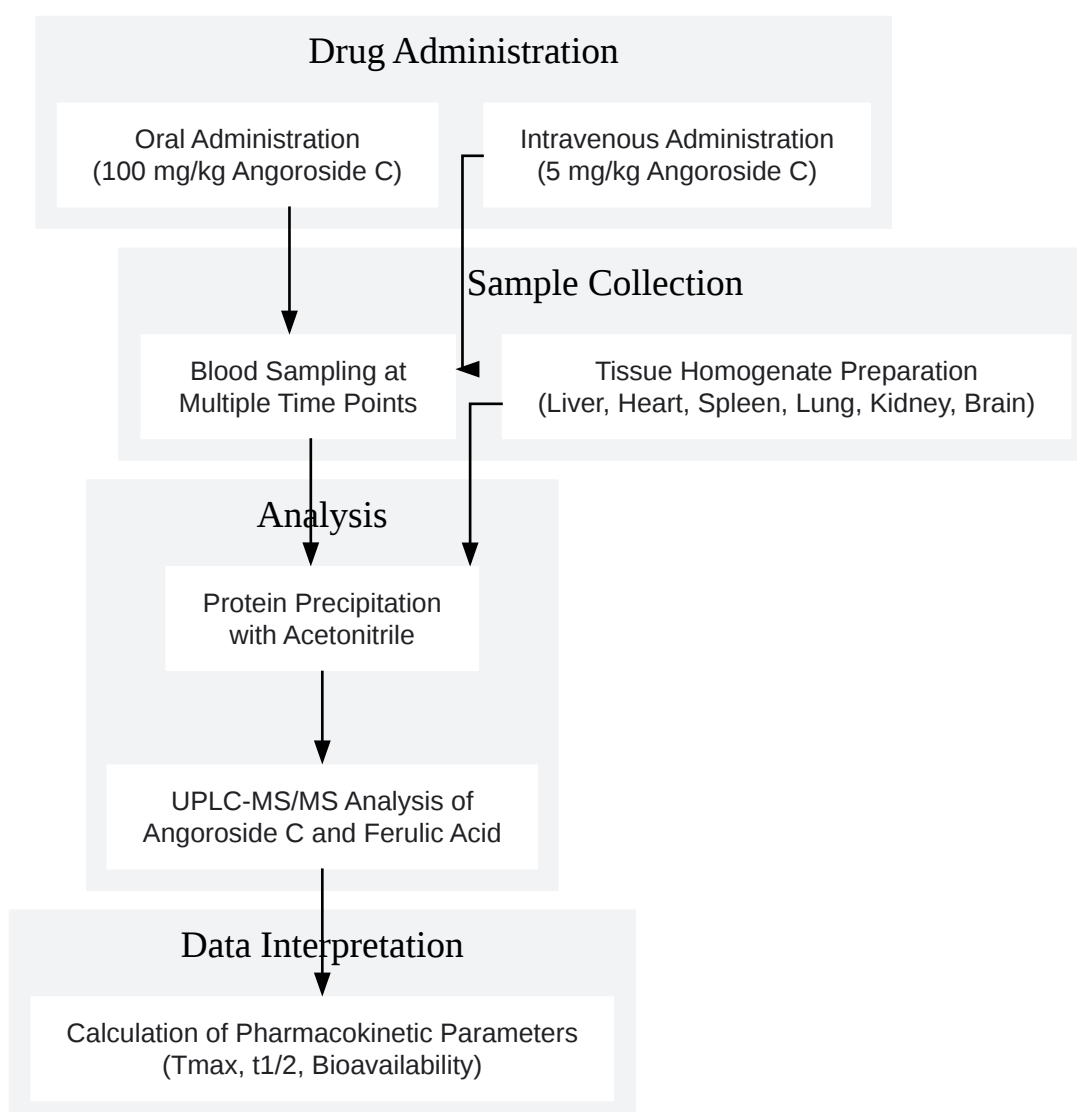 Drug Administration
Oral Administration
(100 mg/kg Angoroside C)
Intravenous Administration
(5 mg/kg Angoroside C)
Sample Collection
Blood Sampling at
Multiple Time Points
Tissue Homogenate Preparation
(Liver, Heart, Spleen, Lung, Kidney, Brain)
Analysis
Protein Precipitation
with Acetonitrile
UPLC-MS/MS Analysis of
Angoroside C and Ferulic Acid
Data Interpretation
Calculation of Pharmacokinetic Parameters
(Tmax, t1/2, Bioavailability)